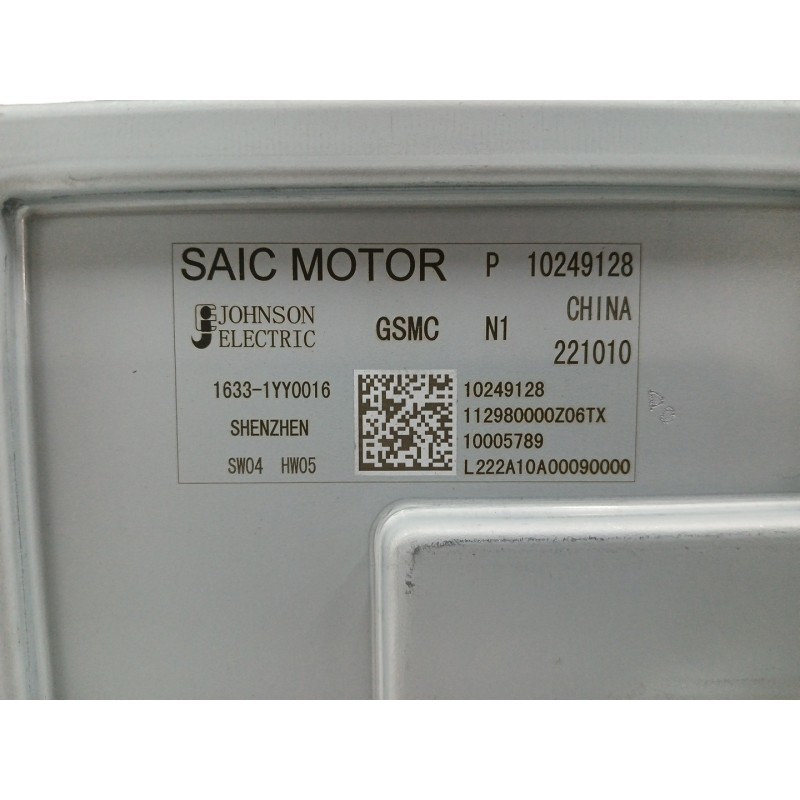 SAIC MOTOR P 10249128
JOHNSON ELECTRIC GSMC N1 CHINA
221010
1633-1YY0016 10249128
112980000Z06TX
SHENZHEN 10005789
SW04 HW05 L222A10A00090000